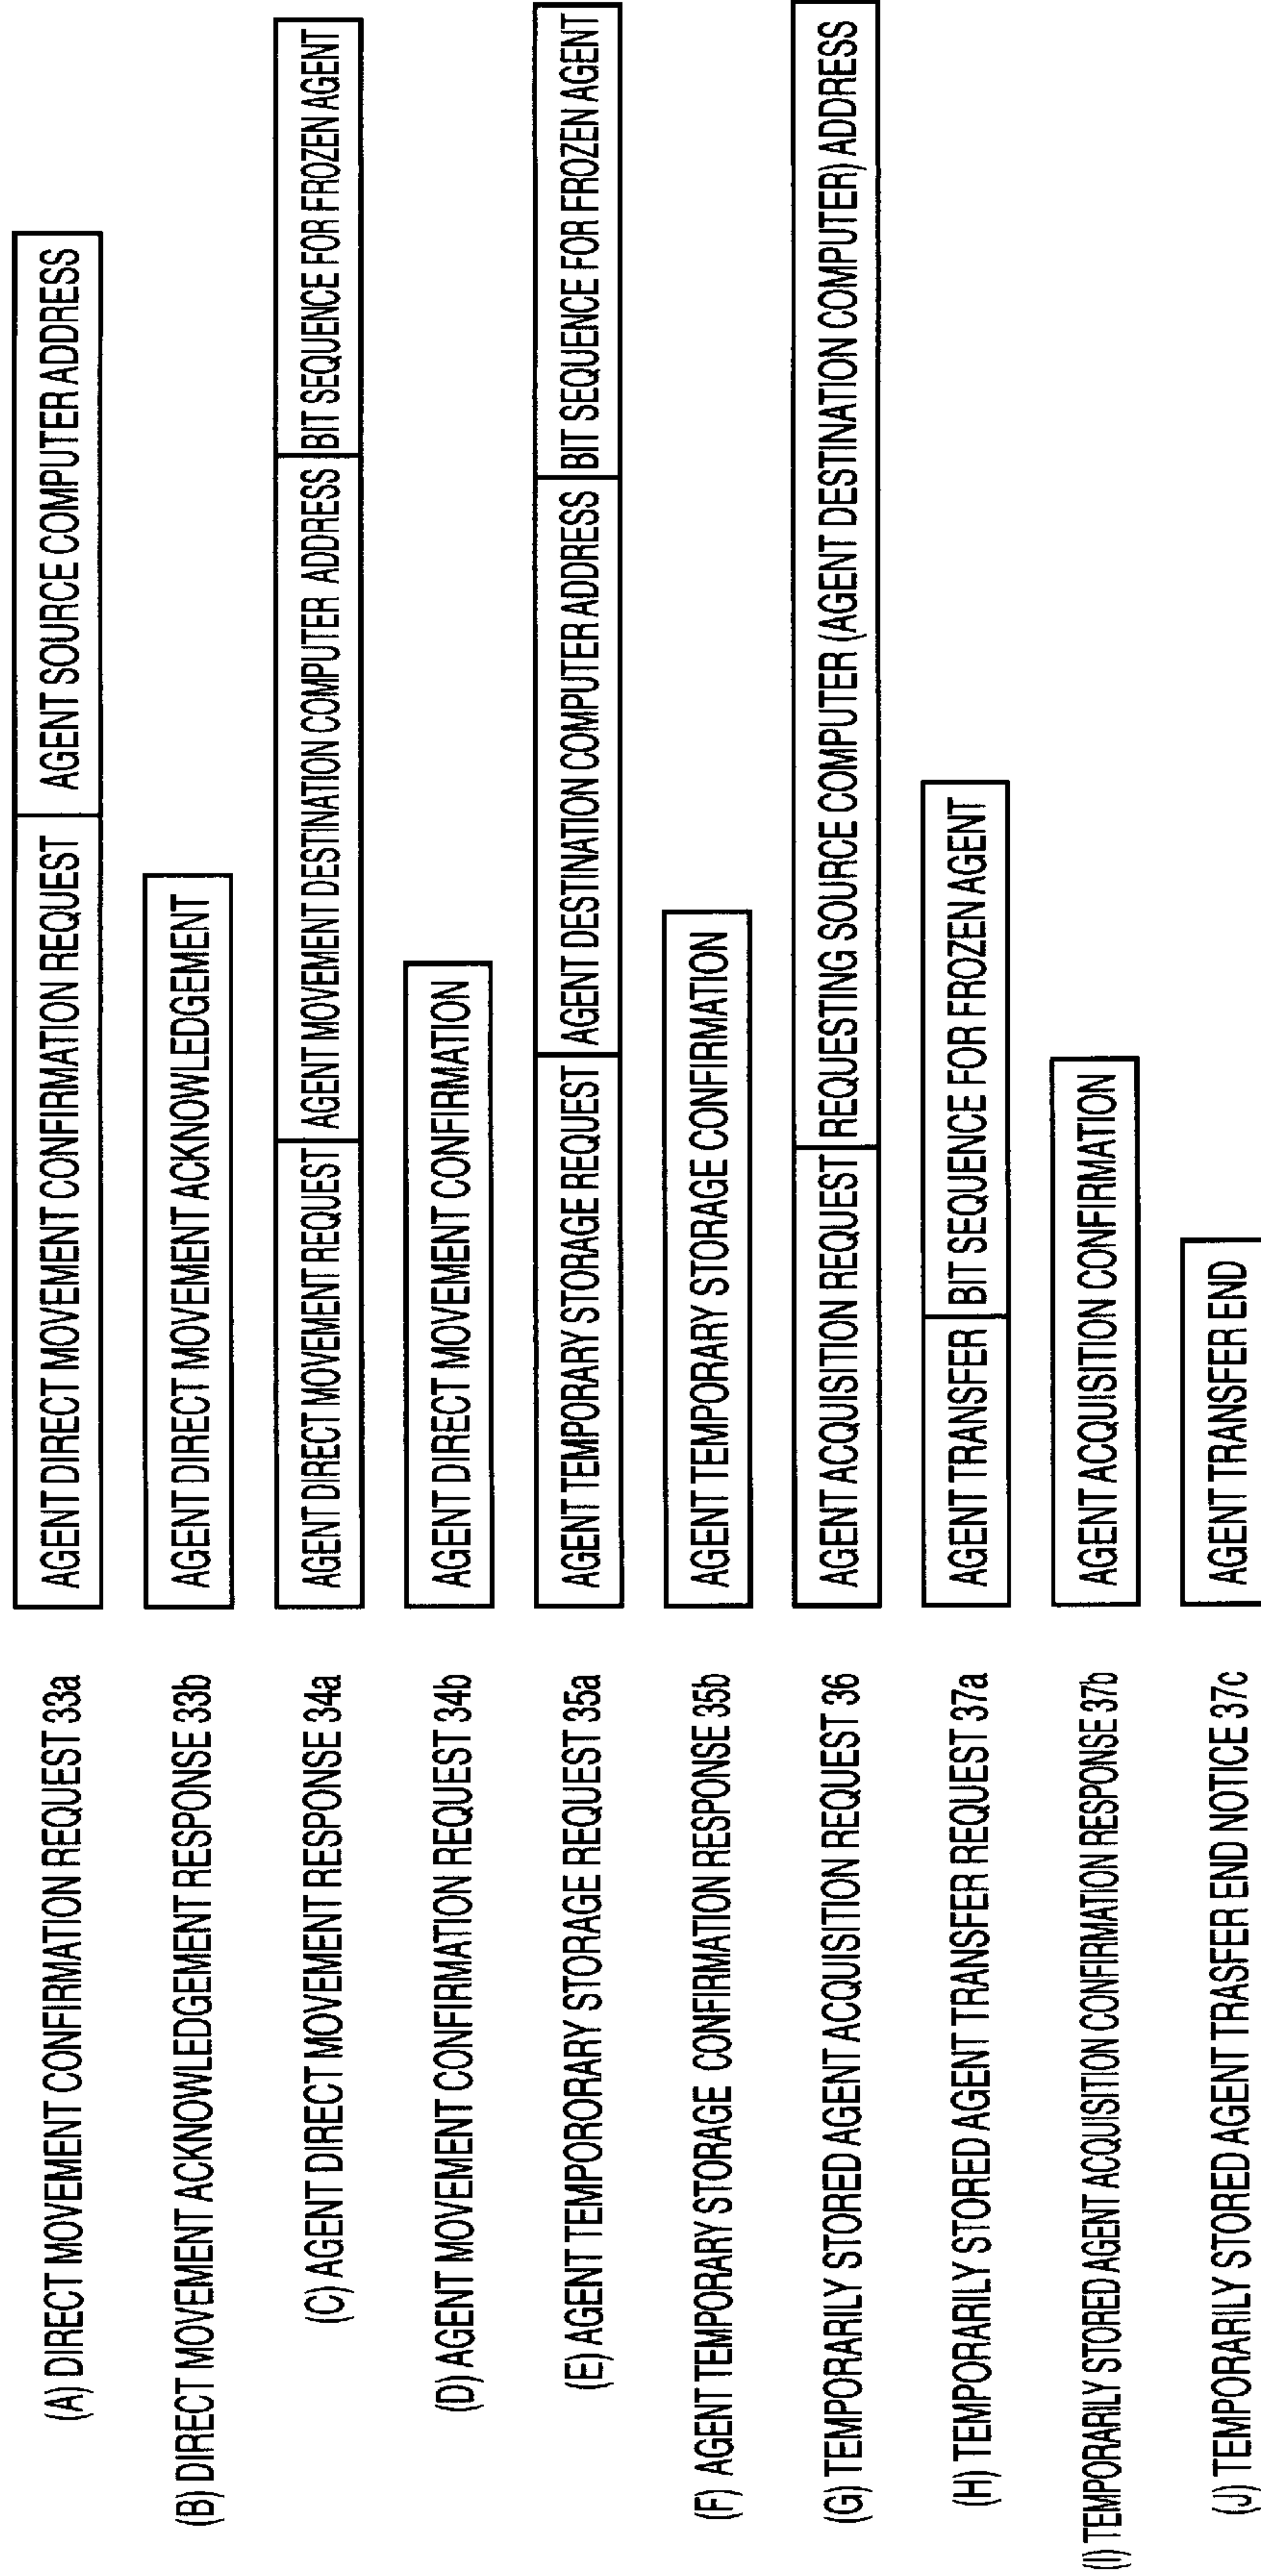 (A) DIRECT MOVEMENT CONFIRMATION REQUEST 33a
AGENT DIRECT MOVEMENT CONFIRMATION REQUEST
AGENT SOURCE COMPUTER ADDRESS
(B) DIRECT MOVEMENT ACKNOWLEDGEMENT RESPONSE 33b
AGENT DIRECT MOVEMENT ACKNOWLEDGEMENT
(C) AGENT DIRECT MOVEMENT RESPONSE 34a
AGENT DIRECT MOVEMENT REQUEST
AGENT MOVEMENT DESTINATION COMPUTER ADDRESS
BIT SEQUENCE FOR FROZEN AGENT
(D) AGENT MOVEMENT CONFIRMATION REQUEST 34b
AGENT DIRECT MOVEMENT CONFIRMATION
(E) AGENT TEMPORORARY STORAGE REQUEST 35a
AGENT TEMPORARY STORAGE REQUEST
AGENT DESTINATION COMPUTER ADDRESS
BIT SEQUENCE FOR FROZEN AGENT
(F) AGENT TEMPORARY STORAGE CONFIRMATION RESPONSE 35b
AGENT TEMPORARY STORAGE CONFIRMATION
(G) TEMPORARILY STORED AGENT ACQUISITION REQUEST 36
AGENT ACQUISITION REQUEST
REQUESTING SOURCE COMPUTER (AGENT DESTINATION COMPUTER) ADDRESS
(H) TEMPORARILY STORED AGENT TRANSFER REQUEST 37a
AGENT TRANSFER
BIT SEQUENCE FOR FROZEN AGENT
(I) TEMPORARILY STORED AGENT ACQUISITION CONFIRMATION RESPONSE 37b
AGENT ACQUISITION CONFIRMATION
(J) TEMPORARILY STORED AGENT TRASFER END NOTICE 37c
AGENT TRANSFER END